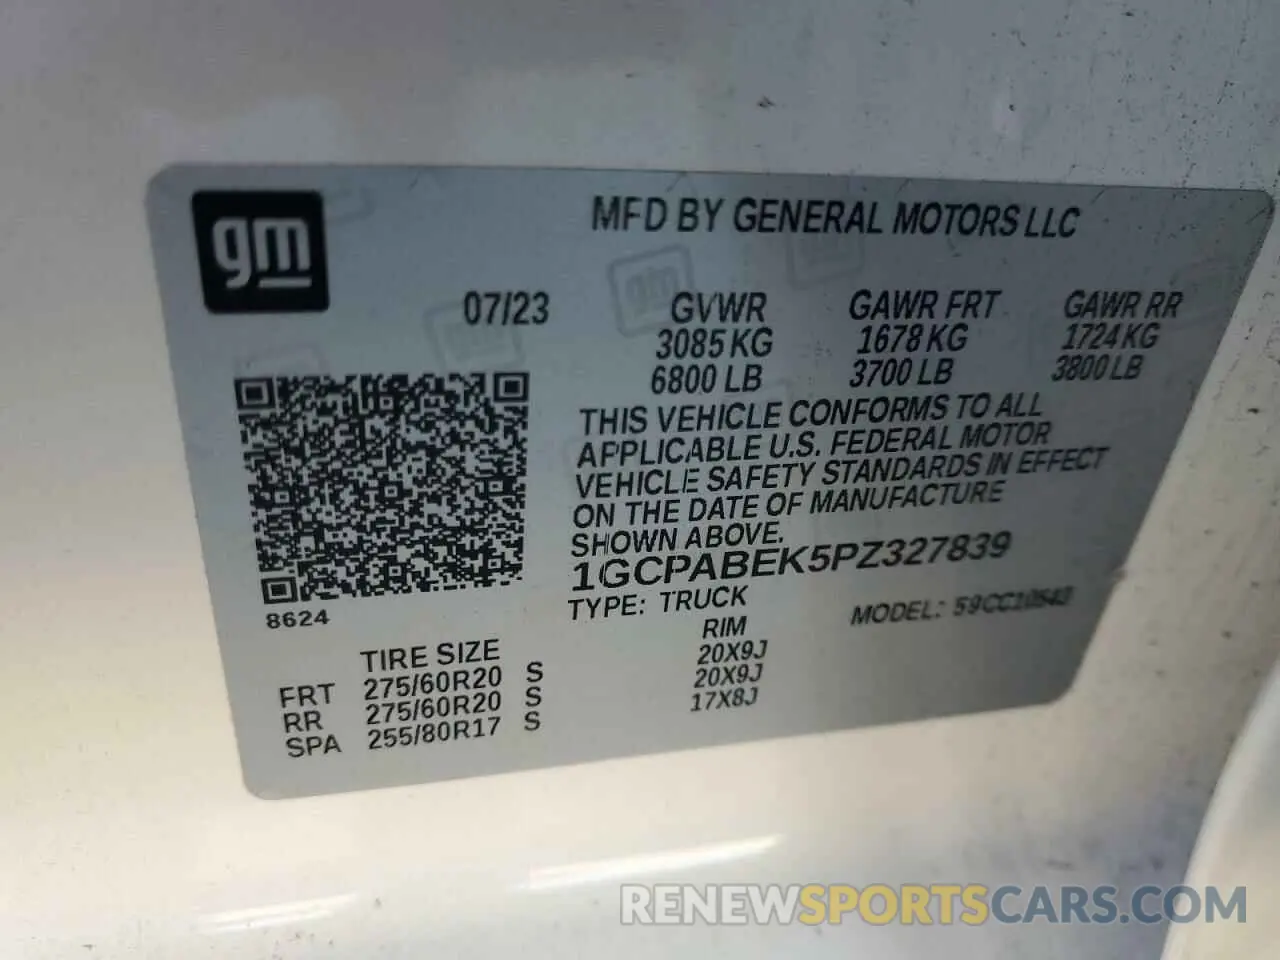 gm
MFD BY GENERAL MOTORS LLC
07/23
GVWR GAWR FRT GAWR RR
3085 KG 1678 KG 1724 KG
6800 LB 3700 LB 3800 LB
THIS VEHICLE CONFORMS TO ALL
APPLICABLE U.S. FEDERAL MOTOR
VEHICLE SAFETY STANDARDS IN EFFECT
ON THE DATE OF MANUFACTURE
SHOWN ABOVE.
1GCPABEK5PZ327839
8624
TYPE: TRUCK MODEL:
TIRE SIZE RIM
FRT 275/60R20 S 20X9J
RR 275/60R20 S 20X9J
SPA 255/80R17 S 17X8J
RENEWSPORTSCARS.COM